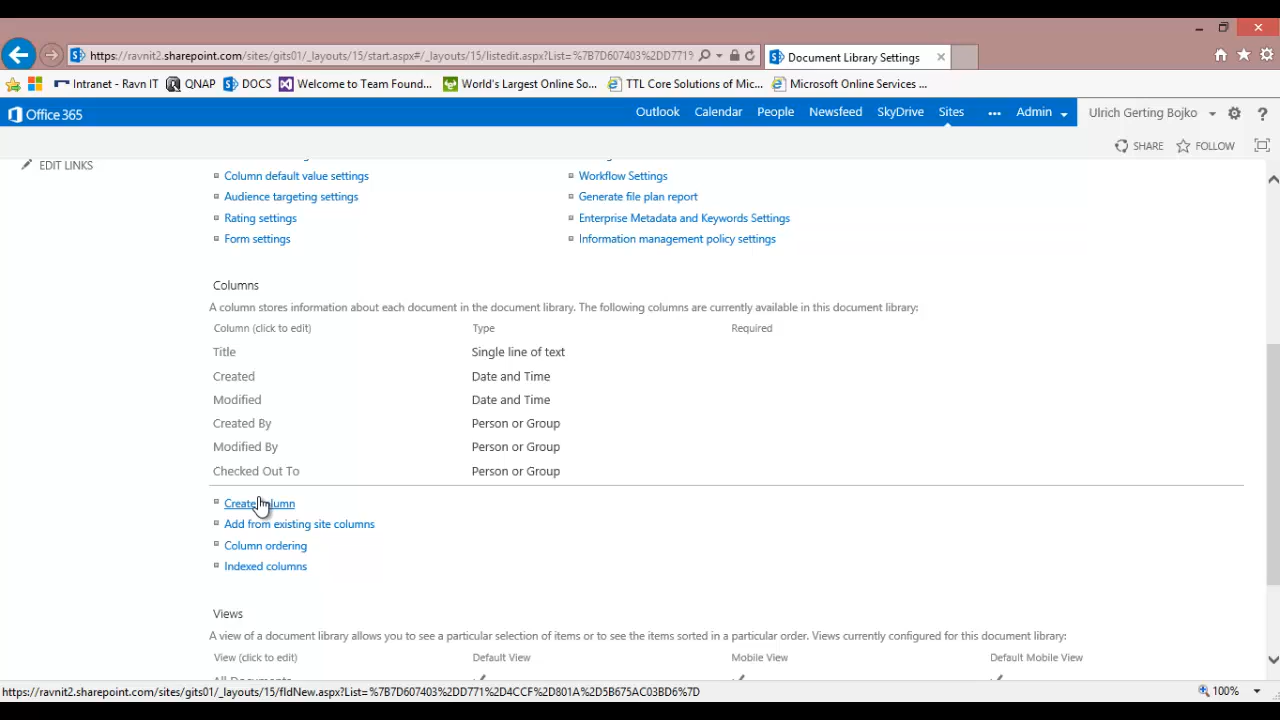 https://ravnit2.sharepoint.com/sites/gits01/_layouts/15/start.aspx#/_layouts/15/listedit.aspx?List=%7B7D607403%2DD771%
Document Library Settings
Intranet - Ravn IT
QNAP
DOCS
Welcome to Team Found...
World's Largest Online So...
TTL Core Solutions of Mic...
Microsoft Online Services ...
Office 365
Outlook
Calendar
People
Newsfeed
SkyDrive
Sites
Admin
Ulrich Gerting Bojko
SHARE
FOLLOW
EDIT LINKS
Column default value settings
Workflow Settings
Audience targeting settings
Generate file plan report
Rating settings
Enterprise Metadata and Keywords Settings
Form settings
Information management policy settings
Columns
A column stores information about each document in the document library. The following columns are currently available in this document library:
Column (click to edit)
Type
Required
Title
Single line of text
Created
Date and Time
Modified
Date and Time
Created By
Person or Group
Modified By
Person or Group
Checked Out To
Person or Group
Create column
Add from existing site columns
Column ordering
Indexed columns
Views
A view of a document library allows you to see a particular selection of items or to see the items sorted in a particular order. Views currently configured for this document library:
View (click to edit)
Default View
Mobile View
Default Mobile View
All Documents
https://ravnit2.sharepoint.com/sites/gits01/_layouts/15/fldNew.aspx?List=%7B7D607403%2DD771%2D4CCF%2D801A%2D5B675AC03BD6%7D
100%